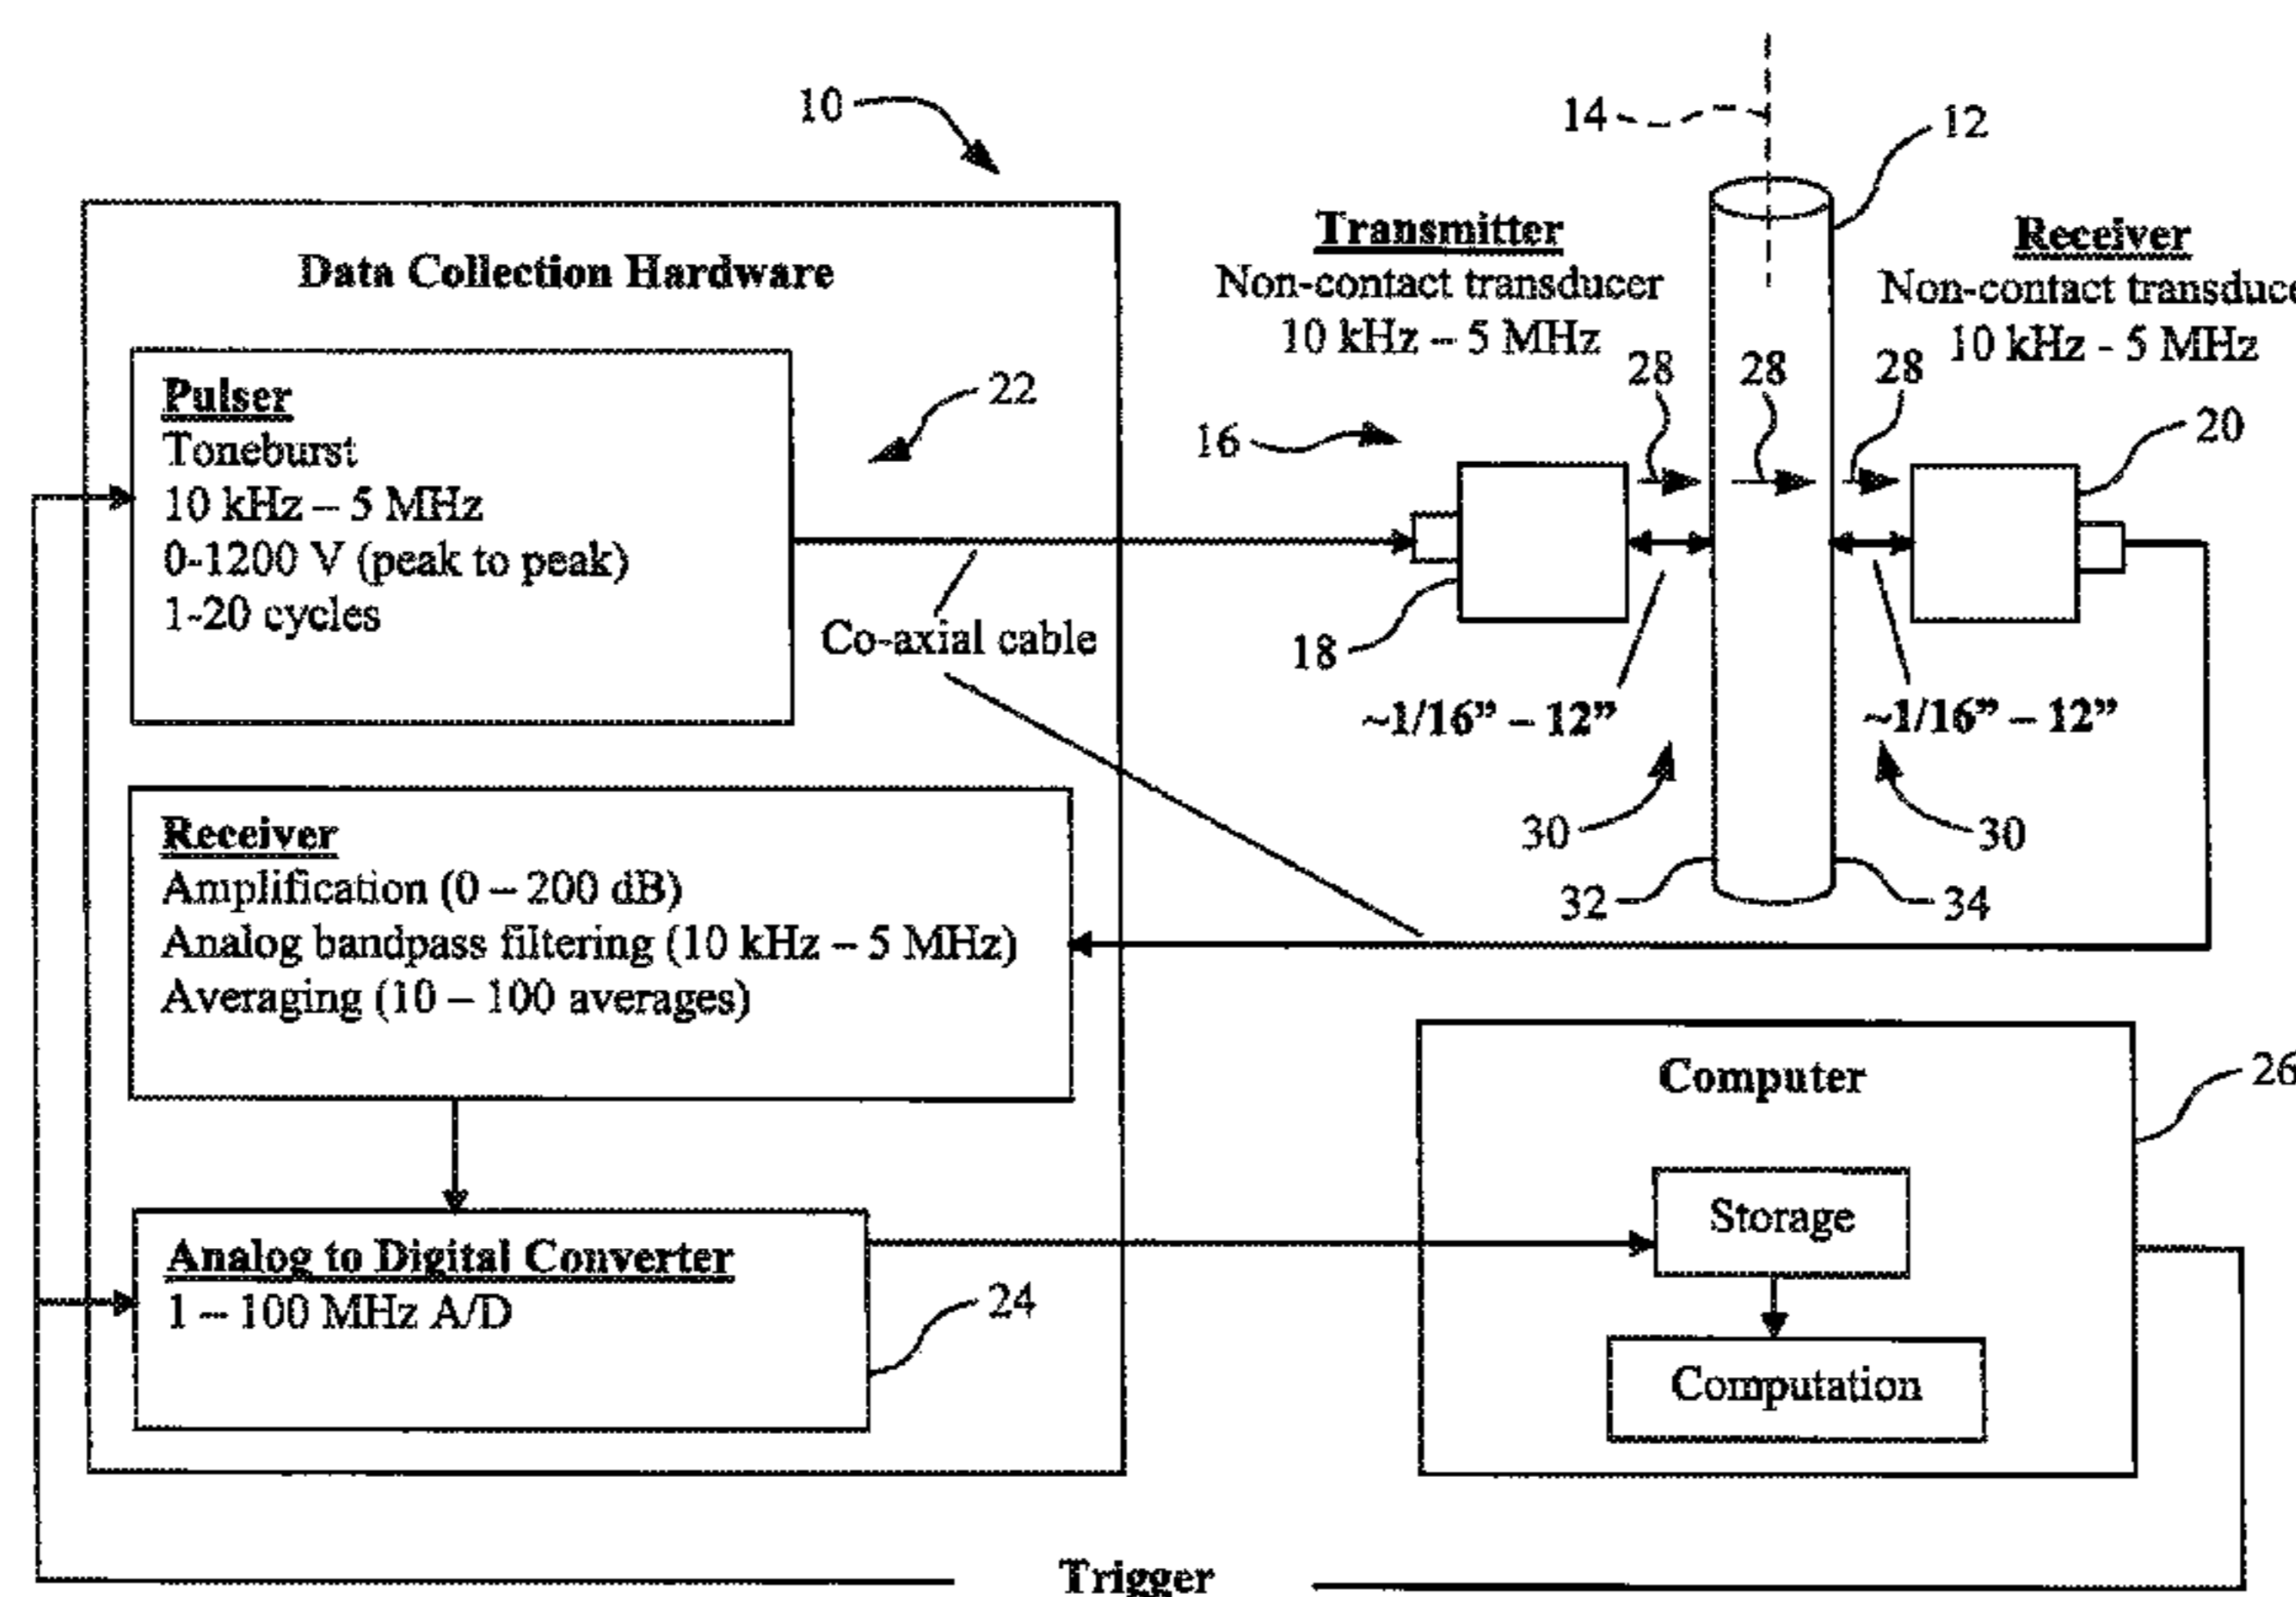 10
14
12
Transmitter
Non-contact transducer
10 kHz – 5 MHz
Receiver
Non-contact transduce
10 kHz - 5 MHz
Data Collection Hardware
Pulser
Toneburst
10 kHz – 5 MHz
0-1200 V (peak to peak)
1-20 cycles
22
16
28
28
28
20
Co-axial cable
18
~1/16” – 12”
~1/16” – 12”
30
30
32
34
Receiver
Amplification (0 – 200 dB)
Analog bandpass filtering (10 kHz – 5 MHz)
Averaging (10 – 100 averages)
Analog to Digital Converter
1 – 100 MHz A/D
24
Computer
26
Storage
Computation
Trigger